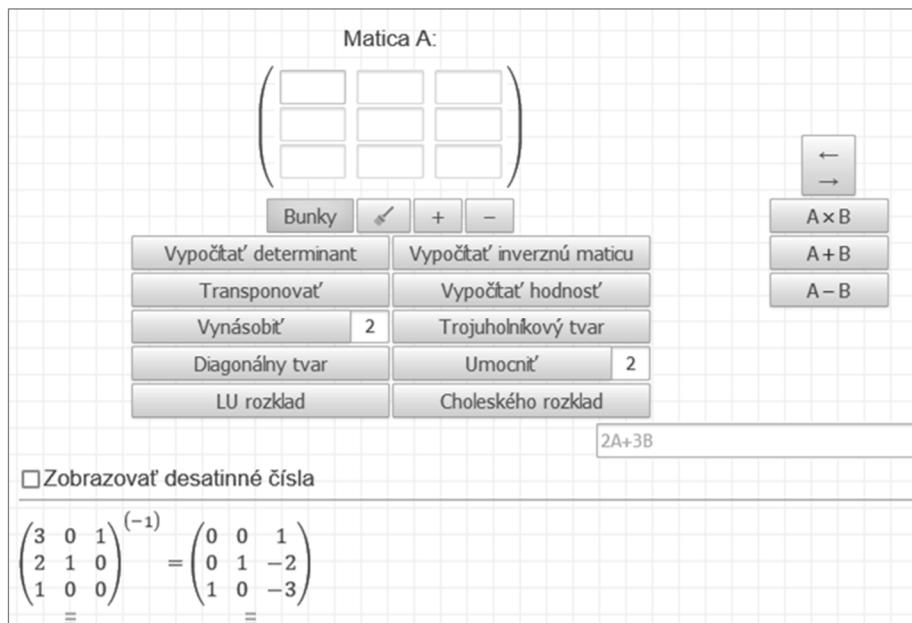 Matica A:
←
→
Bunky + −
A × B
Vypočítať determinant Vypočítať inverznú maticu
A + B
Transponovať Vypočítať hodnosť
A − B
Vynásobiť 2 Trojuholníkový tvar
Diagonálny tvar Umocniť 2
LU rozklad Choleského rozklad
2A+3B
Zobrazovať desatinné čísla
(−1)
3 0 1 0 0 1
2 1 0 = 0 1 −2
1 0 0 1 0 −3
= =